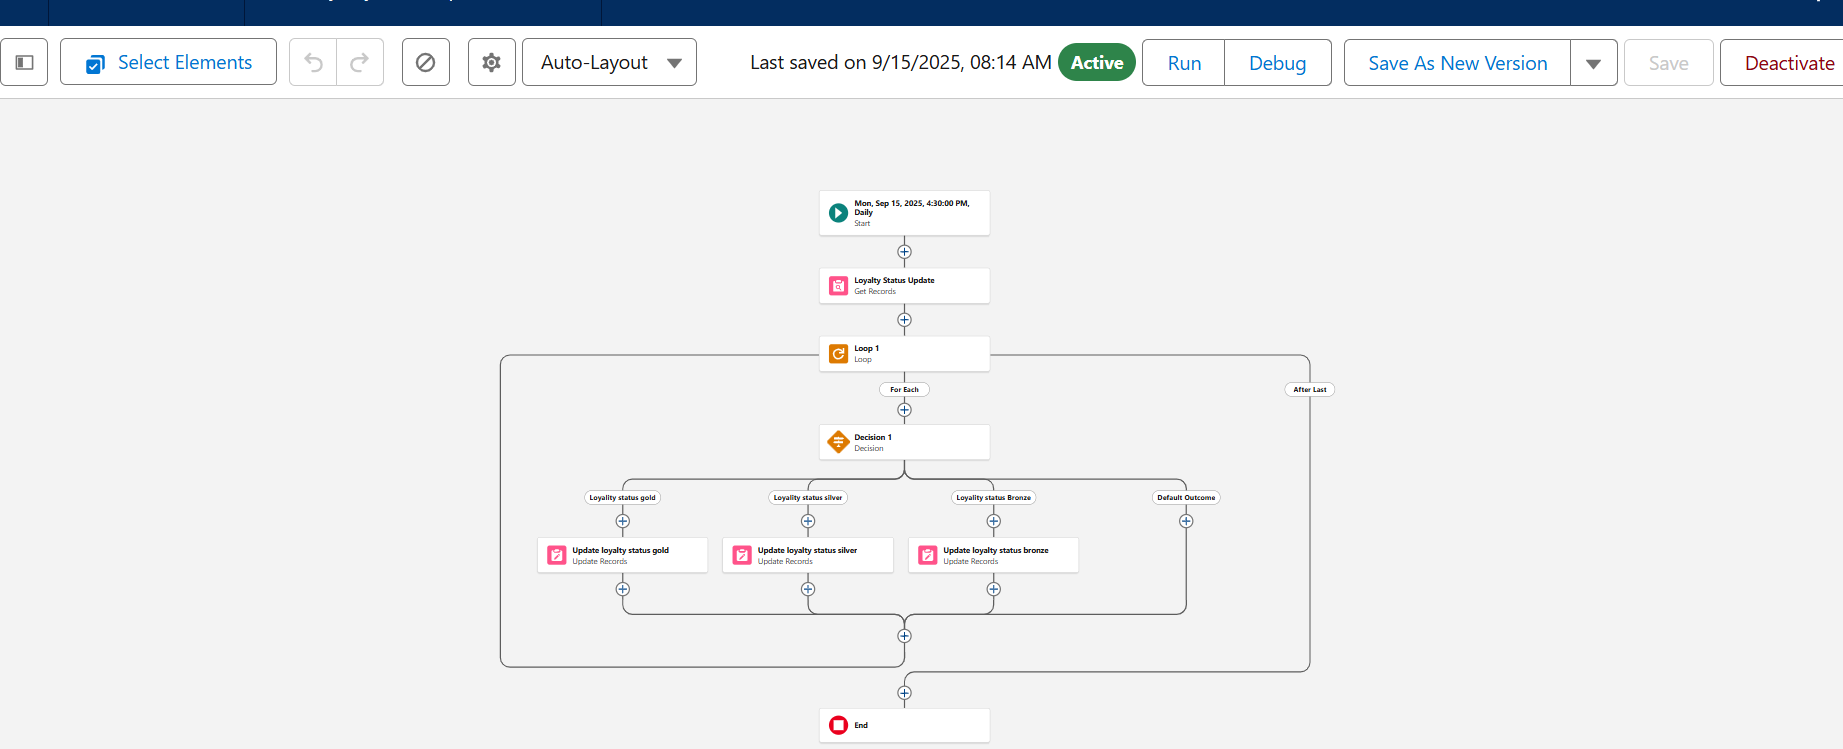 Select Elements
Auto-Layout
Last saved on 9/15/2025, 08:14 AM
Active
Run
Debug
Save As New Version
Save
Deactivate
Mon, Sep 15, 2025, 4:30:00 PM,
Daily
Start
Loyalty Status Update
Get Records
Loop 1
Loop
For Each
After Last
Decision 1
Decision
Loyality status gold
Loyality status silver
Loyality status Bronze
Default Outcome
Update loyalty status gold
Update Records
Update loyalty status silver
Update Records
Update loyalty status bronze
Update Records
End